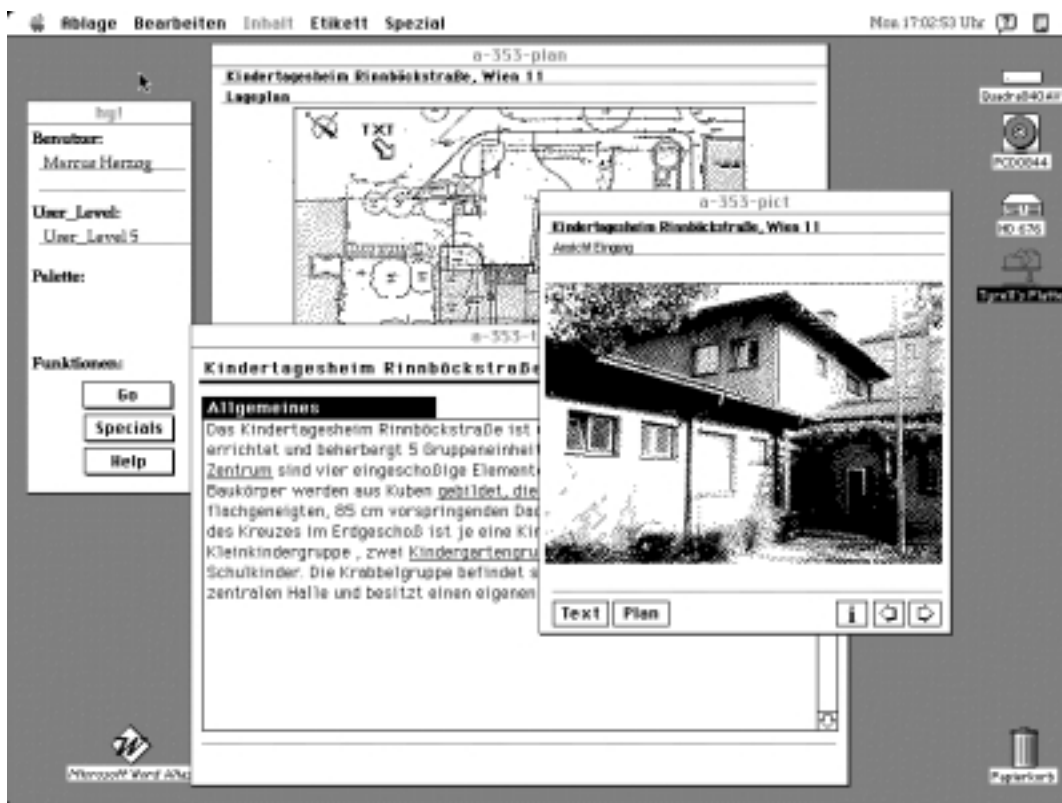 Ablage Bearbeiten Inhalt Etikett Spezial
Mon 17:02:53 Uhr
a-353-plan
Kindertagesheim Rinnböckstraße, Wien 11
Lageplan
TXT
hg1
Benutzer:
Marcus Herzog
User_Level:
User_Level 5
Palette:
Funktionen:
Go
Specials
Help
a-353-t
Kindertagesheim Rinnböckstraße
Allgemeines
Das Kindertagesheim Rinnböckstraße ist
errichtet und beherbergt 5 Gruppeneinheit
Zentrum sind vier eingeschoßige Element
Baukörper werden aus Kuben gebildet, die
flachgeneigten, 85 cm vorspringenden Dac
des Kreuzes im Erdgeschoß ist je eine Kin
Kleinkindergruppe , zwei Kindergartengru
Schulkinder. Die Krabbelgruppe befindet s
zentralen Halle und besitzt einen eigenen
a-353-pict
Kindertagesheim Rinnböckstraße, Wien 11
Ansicht Eingang
Text Plan i
Quadra840AV
PCD0844
HD 676
Microsoft Word
Papierkorb